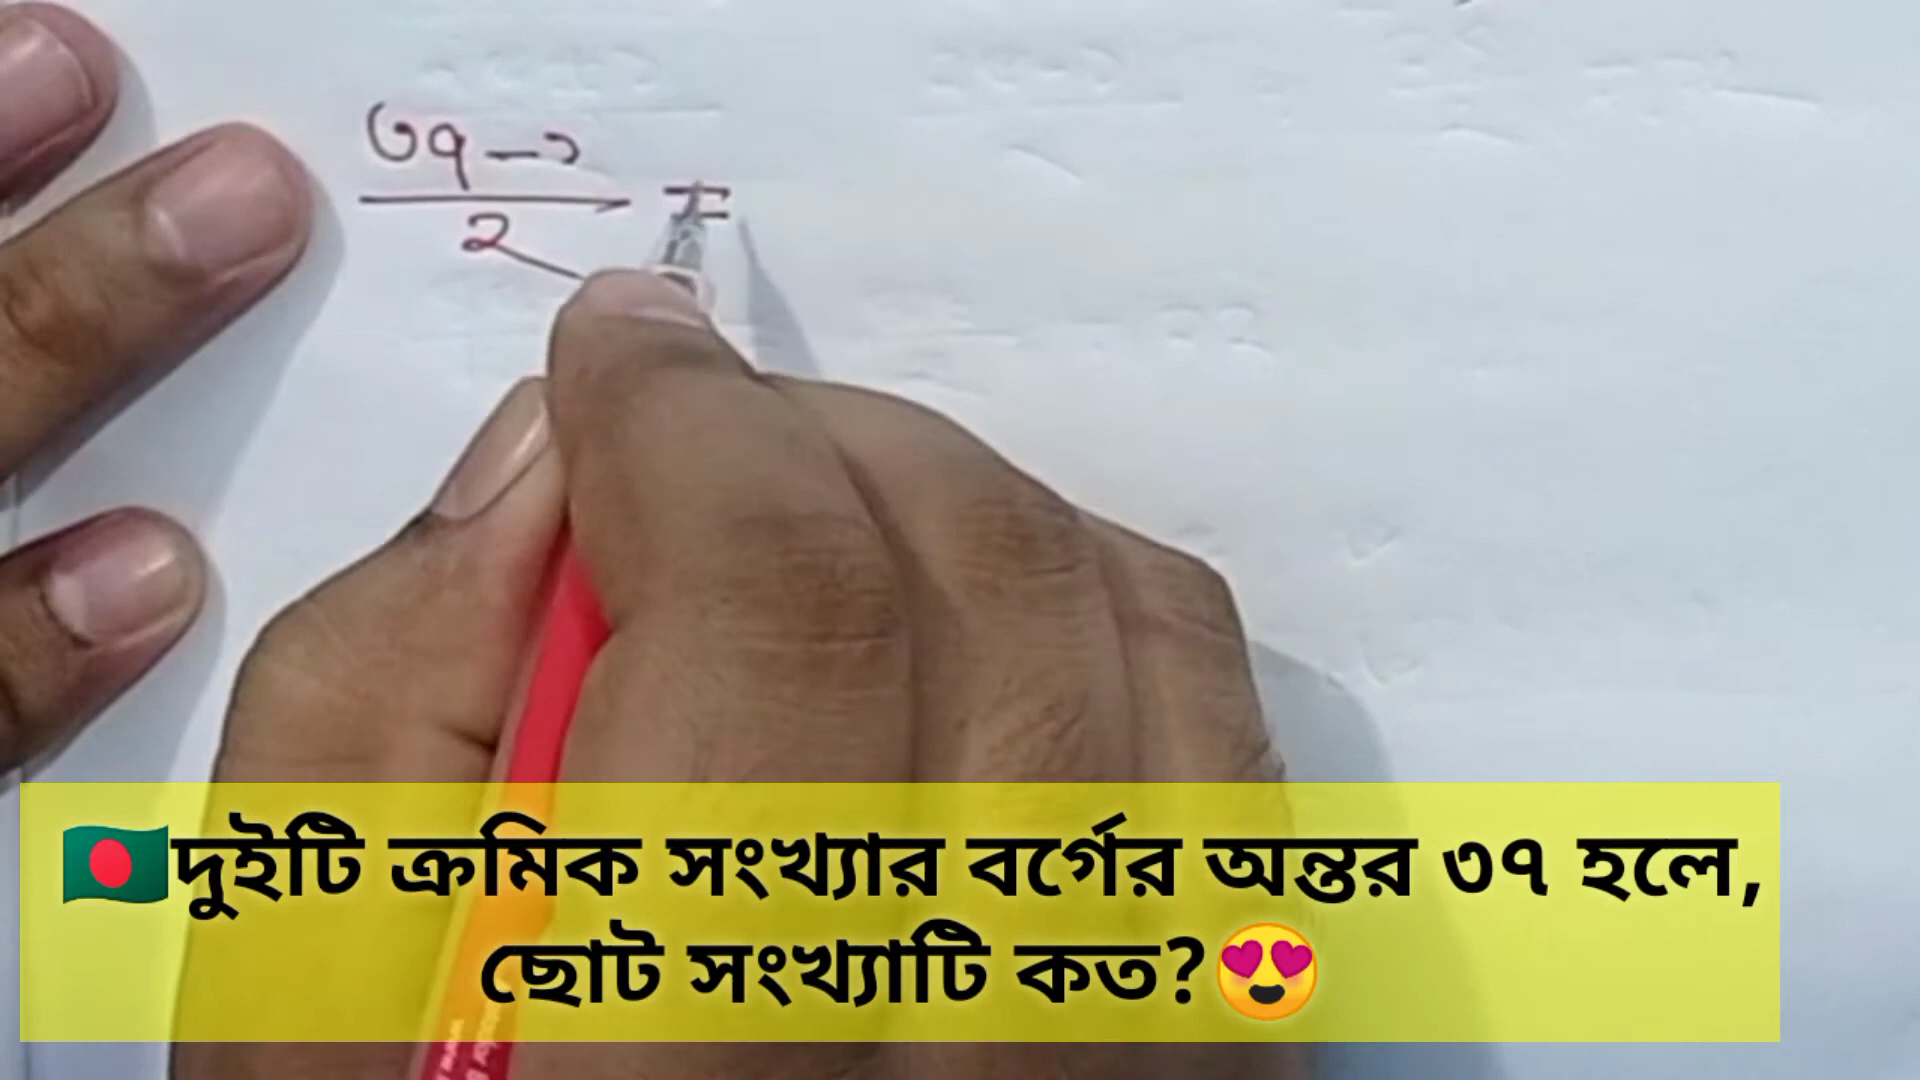 ৩৭-১
২
=
🇧🇩দুইটি ক্রমিক সংখ্যার বর্গের অন্তর ৩৭ হলে,
ছোট সংখ্যাটি কত?😍